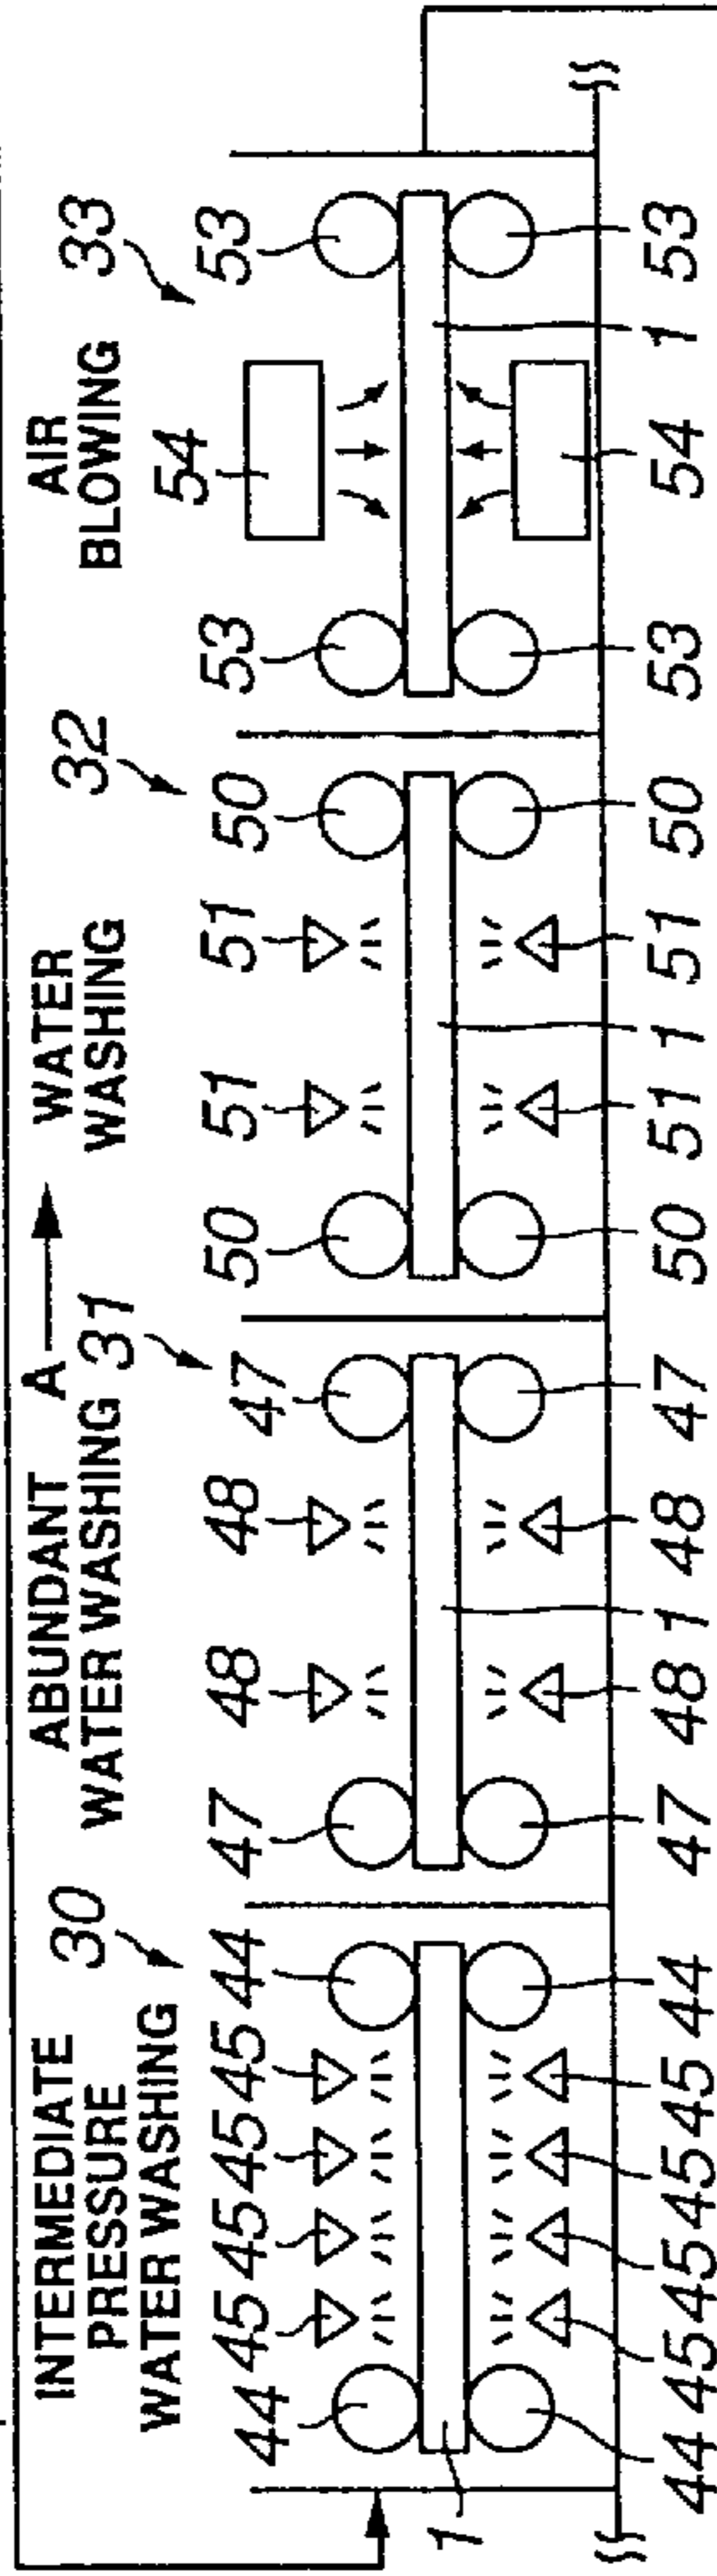 INTERMEDIATE
PRESSURE
WATER WASHING
30
ABUNDANT
WATER WASHING
31
A
WATER
WASHING
32
AIR
BLOWING
33
44 45 45 45 45 44 47 48 48 47 50 51 51 50 53 54 53
1 44 45 45 45 45 44 47 48 1 48 47 50 51 1 51 50 53 54 1 53